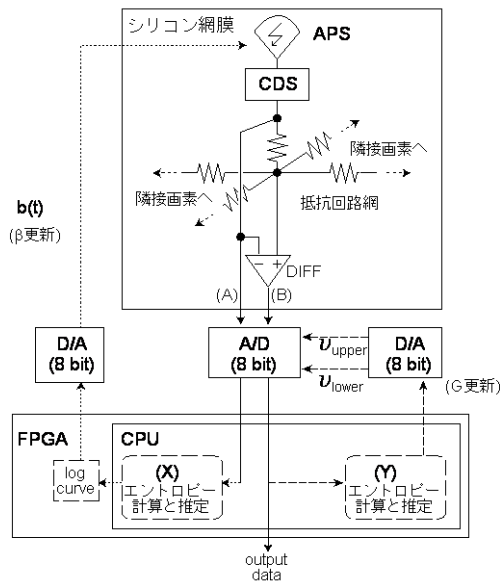 シリコン網膜
APS
CDS
隣接画素へ
隣接画素へ
抵抗回路網
b(t)
(β更新)
− +
DIFF
(A)
(B)
D/A
(8 bit)
A/D
(8 bit)
υupper
υlower
D/A
(8 bit)
(G更新)
FPGA
CPU
log
curve
(X)
エントロピー
計算と推定
(Y)
エントロピー
計算と推定
output
data